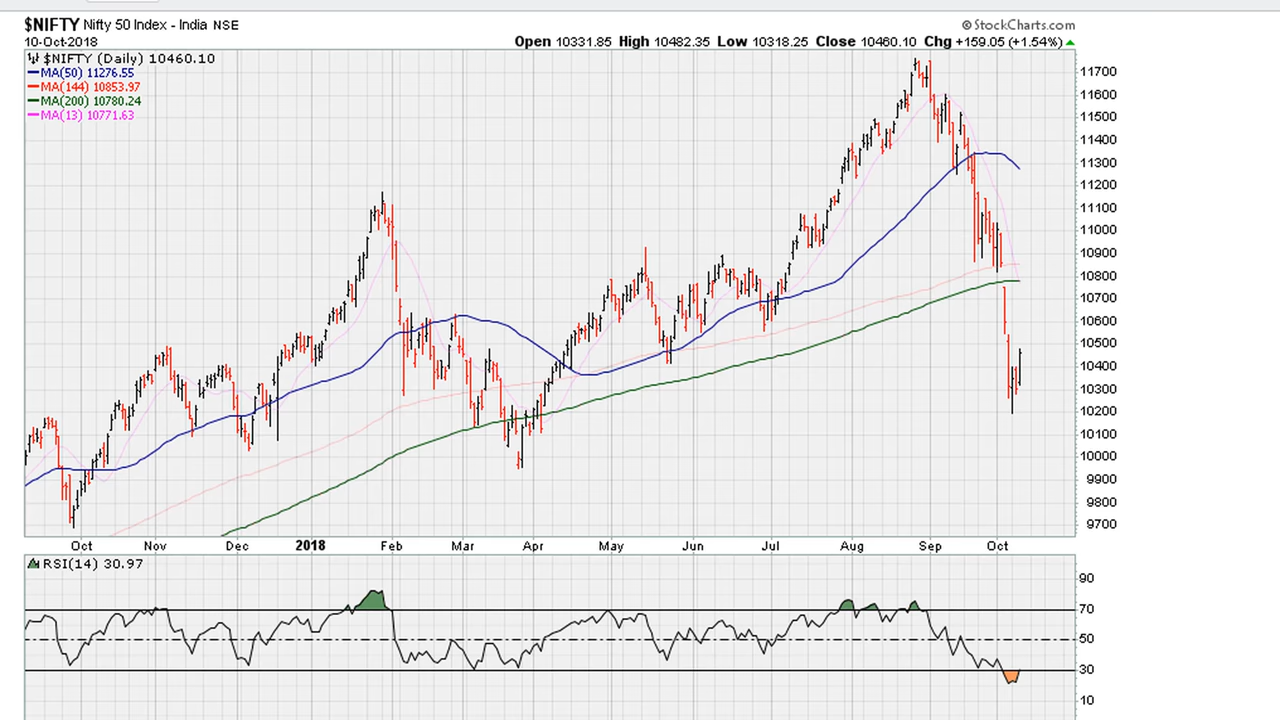 $NIFTY Nifty 50 Index - India NSE
© StockCharts.com
10-Oct-2018
Open 10331.85 High 10482.35 Low 10318.25 Close 10460.10 Chg +159.05 (+1.54%)
$NIFTY (Daily) 10460.10
MA(50) 11276.55
MA(144) 10853.97
MA(200) 10780.24
MA(13) 10771.63
11700
11600
11500
11400
11300
11200
11100
11000
10900
10800
10700
10600
10500
10400
10300
10200
10100
10000
9900
9800
9700
Oct Nov Dec 2018 Feb Mar Apr May Jun Jul Aug Sep Oct
RSI(14) 30.97
90
70
50
30
10